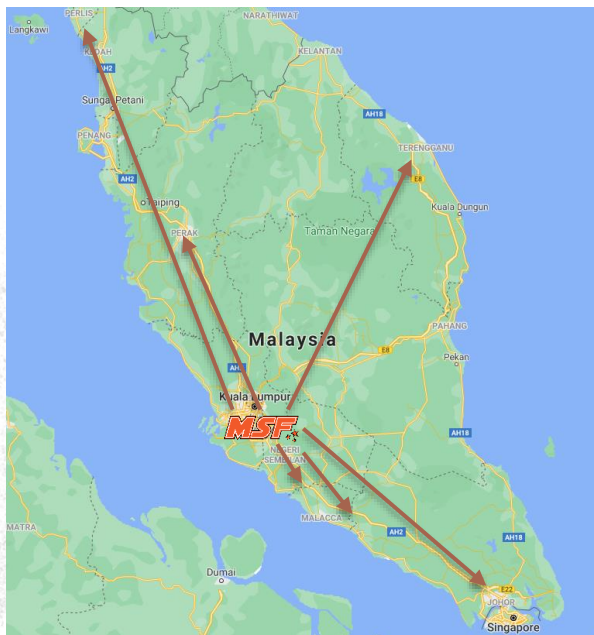 PERLIS
NARATHIWAT
Langkawi
KEDAH
KELANTAN
AH2
Sungai Petani
AH18
PENANG
TERENGGANU
AH2
E8
Taiping
Kuala Dungun
PERAK
Taman Negara
PAHANG
Malaysia
E8
Pekan
AH2
Kuala Lumpur
MSF
AH18
NEGERI
SEMBILAN
MALACCA
MATRA
AH2
AH18
Dumai
E22
JOHOR
Singapore